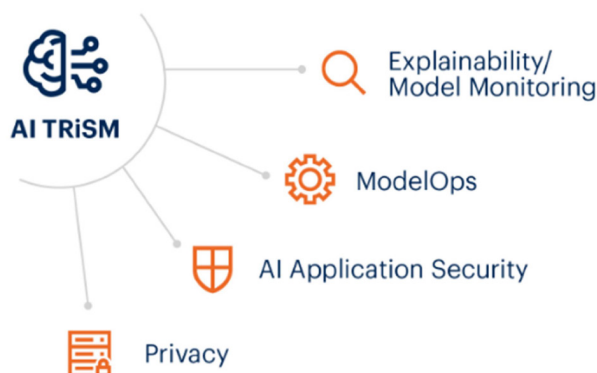 AI TRiSM
Explainability/
Model Monitoring
ModelOps
AI Application Security
Privacy